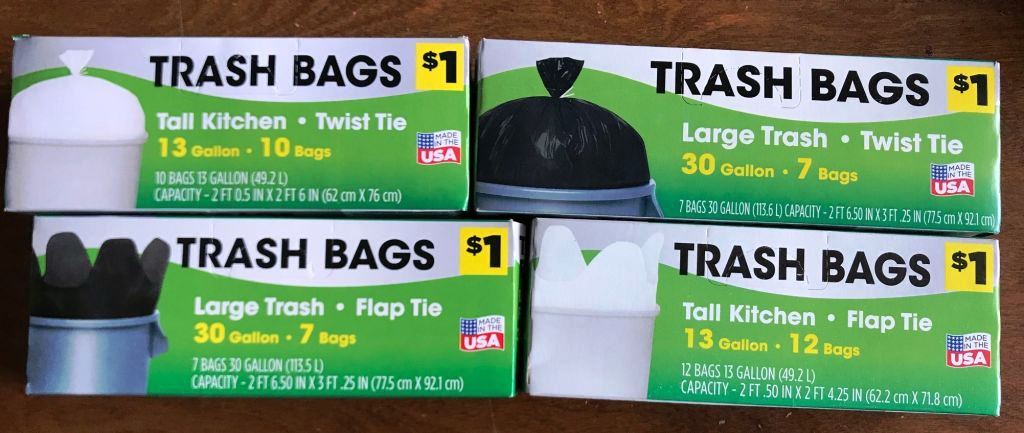 TRASH BAGS $1
Tall Kitchen • Twist Tie
13 Gallon • 10 Bags
MADE
IN THE
USA
10 BAGS 13 GALLON (49.2 L)
CAPACITY - 2 FT 0.5 IN X 2 FT 6 IN (62 cm X 76 cm)
TRASH BAGS $1
Large Trash • Twist Tie
30 Gallon • 7 Bags
MADE
IN THE
USA
7 BAGS 30 GALLON (113.6 L) CAPACITY - 2 FT 6.50 IN X 3 FT .25 IN (77.5 cm X 92.1 cm)
TRASH BAGS $1
Large Trash • Flap Tie
30 Gallon • 7 Bags
MADE
IN THE
USA
7 BAGS 30 GALLON (113.5 L)
CAPACITY - 2 FT 6.50 IN X 3 FT .25 IN (77.5 cm X 92.1 cm)
TRASH BAGS $1
Tall Kitchen • Flap Tie
13 Gallon • 12 Bags
MADE
IN THE
USA
12 BAGS 13 GALLON (49.2 L)
CAPACITY - 2 FT .50 IN X 2 FT 4.25 IN (62.2 cm X 71.8 cm)